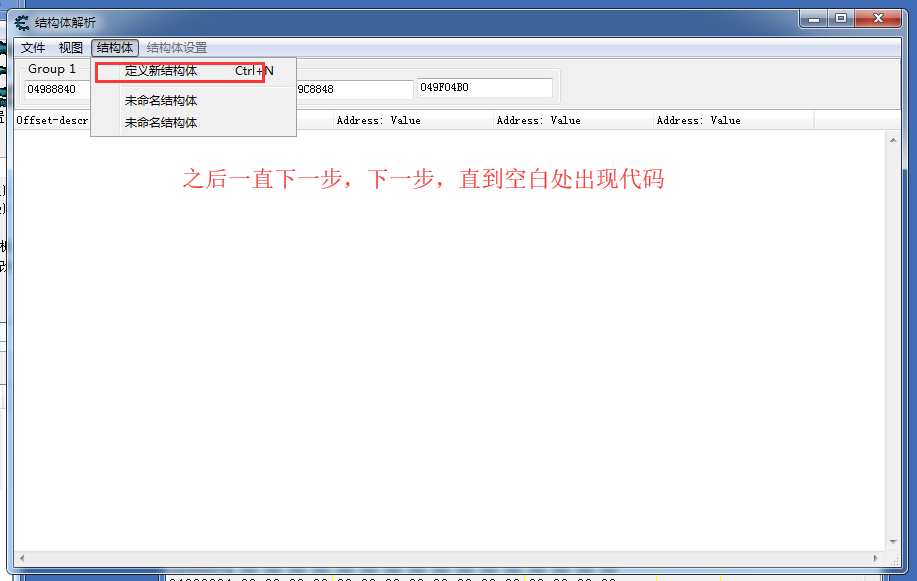 结构体解析
文件 视图 结构体 结构体设置
Group 1
定义新结构体 Ctrl+N
04988840 9C8848 049F04B0
未命名结构体
未命名结构体
Offset-descr Address: Value Address: Value Address: Value
之后一直下一步，下一步，直到空白处出现代码